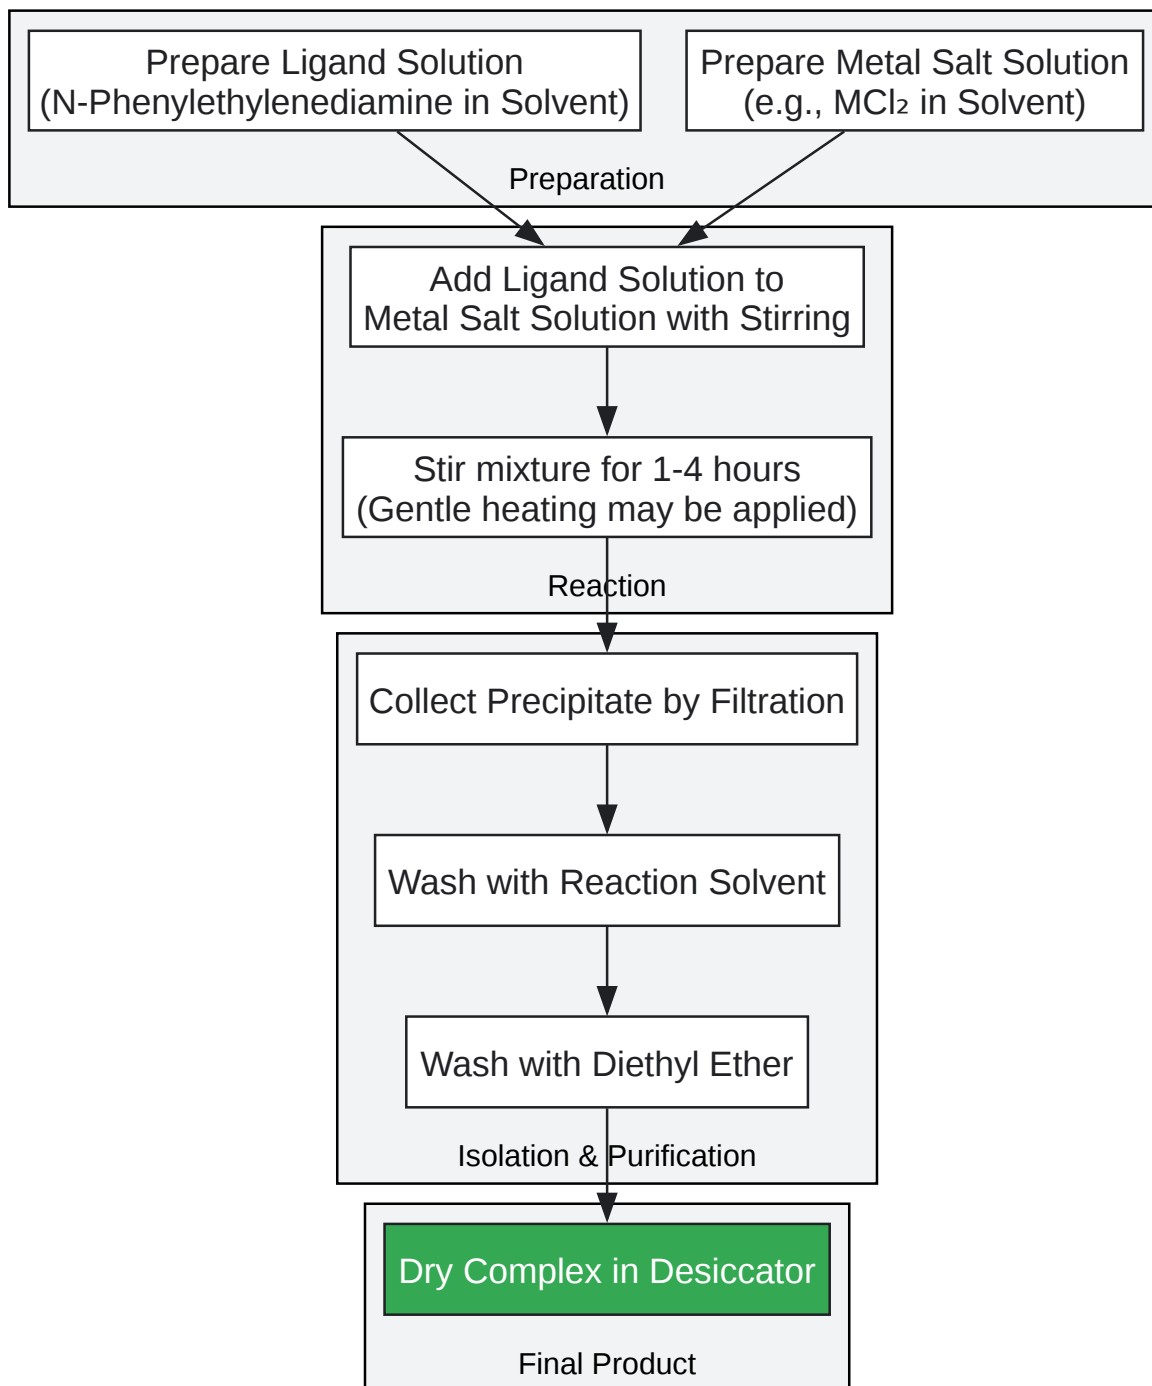 Prepare Ligand Solution
(N-Phenylethylenediamine in Solvent)
Prepare Metal Salt Solution
(e.g., MCl₂ in Solvent)
Preparation
Add Ligand Solution to
Metal Salt Solution with Stirring
Stir mixture for 1-4 hours
(Gentle heating may be applied)
Reaction
Collect Precipitate by Filtration
Wash with Reaction Solvent
Wash with Diethyl Ether
Isolation & Purification
Dry Complex in Desiccator
Final Product